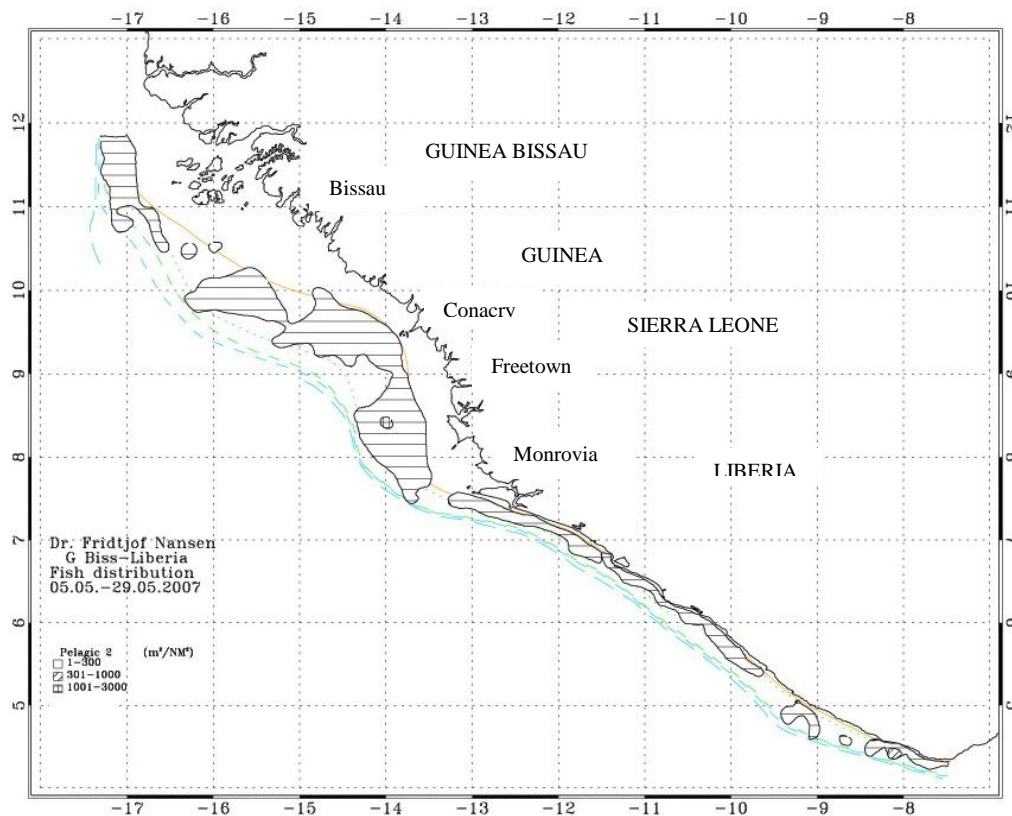 -17 -16 -15 -14 -13 -12 -11 -10 -9 -8
12
11
10
9
8
7
6
5
GUINEA BISSAU
Bissau
GUINEA
Conacrv
SIERRA LEONE
Freetown
Monrovia
LIBERIA
Dr. Fridtjof Nansen
G Biss-Liberia
Fish distribution
05.05.-29.05.2007
Pelagic 2 (m²/NM²)
1-300
301-1000
1001-3000
-17 -16 -15 -14 -13 -12 -11 -10 -9 -8